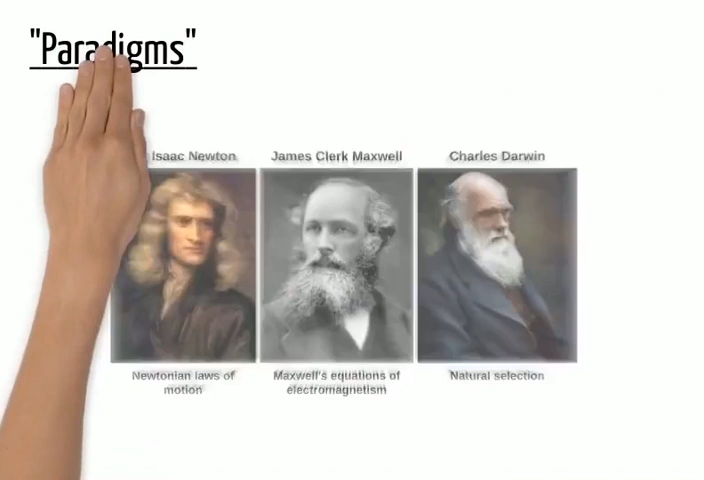 "Paradigms"
Isaac Newton
James Clerk Maxwell
Charles Darwin
Newtonian laws of
motion
Maxwell's equations of
electromagnetism
Natural selection